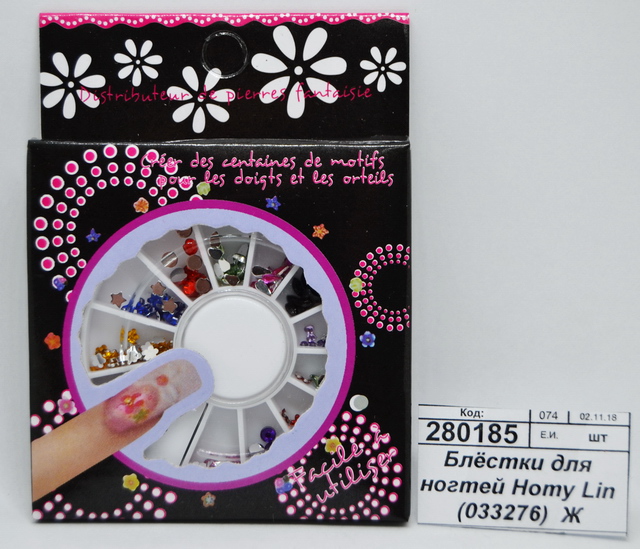 Distributeur de pierres fantaisie
Créer des centaines de motifs
pour les doigts et les orteils
Facile à
utiliser
Код: 074 02.11.18
280185 Е.И. шт
Блёстки для
ногтей Homy Lin
(033276) Ж